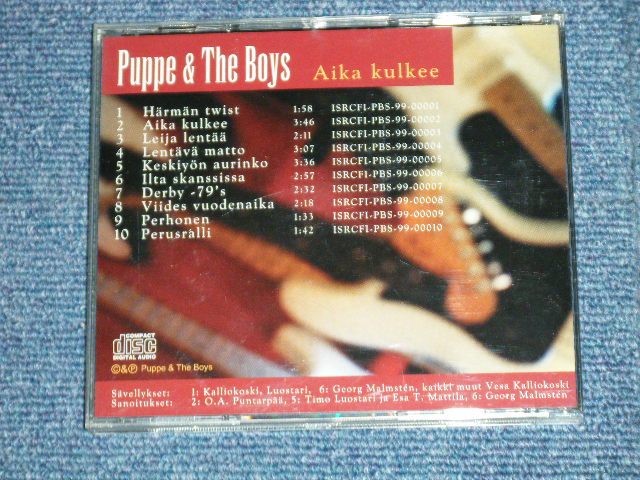 Puppe & The Boys Aika kulkee
1 Härmän twist 1:58 ISRCFI-PBS-99-00001
2 Aika kulkee 3:46 ISRCFI-PBS-99-00002
3 Leija lentää 2:11 ISRCFI-PBS-99-00003
4 Lentävä matto 3:07 ISRCFI-PBS-99-00004
5 Keskiyön aurinko 3:36 ISRCFI-PBS-99-00005
6 Ilta skanssissa 2:57 ISRCFI-PBS-99-00006
7 Derby -79's 2:32 ISRCFI-PBS-99-00007
8 Viides vuodenaika 2:18 ISRCFI-PBS-99-00008
9 Perhonen 1:33 ISRCFI-PBS-99-00009
10 Perusralli 1:42 ISRCFI-PBS-99-00010
COMPACT
disc
DIGITAL AUDIO
©&℗ Puppe & The Boys
Sävellykset: 1: Kalliokoski, Luostari, 6: Georg Malmstén, kaikki muut Vesa Kalliokoski
Sanoitukset: 2: O.A. Puntarpää, 5: Timo Luostari ja Esa T. Mattila, 6: Georg Malmstén